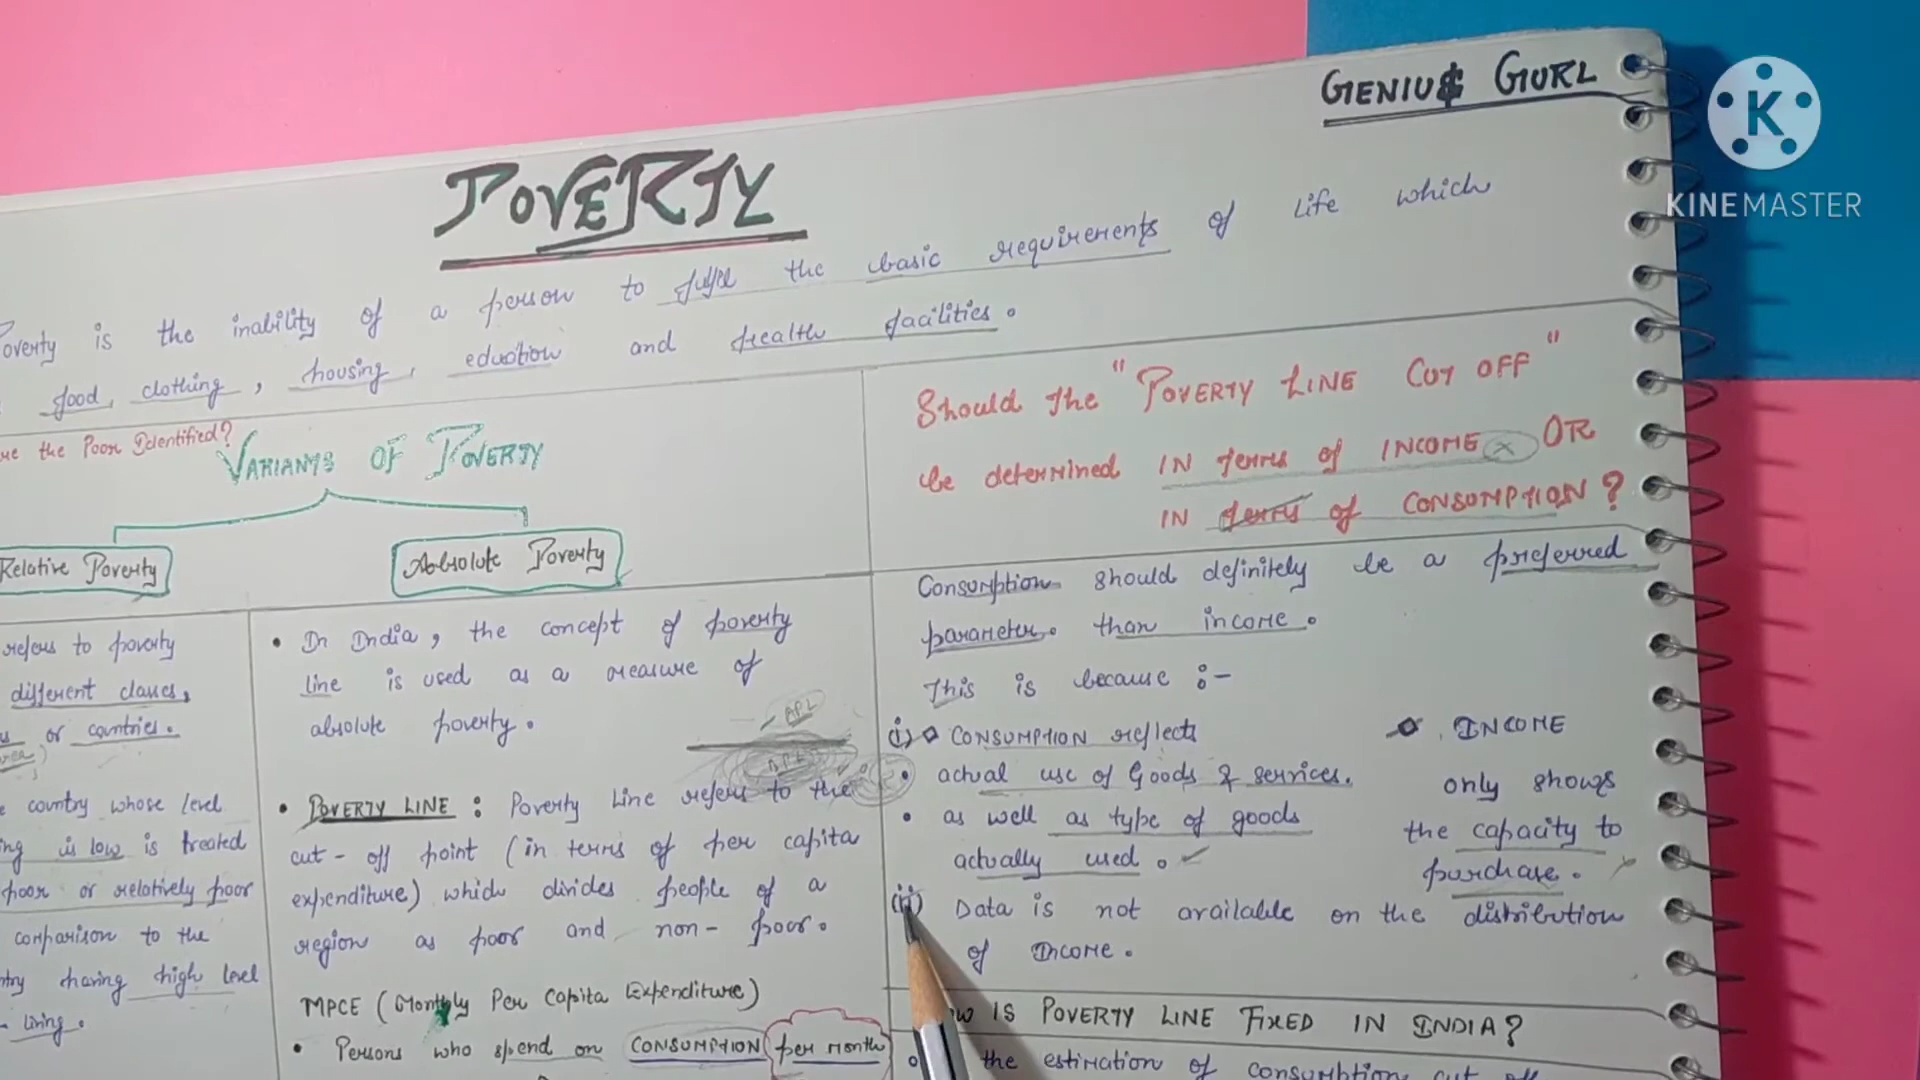 GENIU$ GURL
K
KINEMASTER
POVERTY
Poverty is the inability of a person to fulfil the basic requirements of life which
food, clothing, housing, eduction and health facilities.
the Poor Identified?
VARIANTS OF POVERTY
Relative Poverty
Absolute Poverty
refers to poverty
different classes,
or countries.
country whose level
is low is treated
poor or relatively poor
comparison to the
having high level
living.
• In India, the concept of poverty
line is used as a measure of
absolute poverty.
APL
BPL
• POVERTY LINE : Poverty Line refers to the
cut-off point (in terms of per capita
expenditure) which divides people of a
region as poor and non-poor.
MPCE (Monthly Per Capita Expenditure)
• Persons who spend on CONSUMPTION per month
Should the "POVERTY LINE CUT OFF"
be determined IN terms of INCOME x OR
IN terms of CONSUMPTION?
Consumption should definitely be a preferred
parameter. than income.
This is because :-
(i) CONSUMPTION reflects
• actual use of Goods & services.
• as well as type of goods
actually used.
INCOME
only shows
the capacity to
purchase.
(ii) Data is not available on the distribution
of Income.
IS POVERTY LINE FIXED IN INDIA?
the estimation of consumption cut off